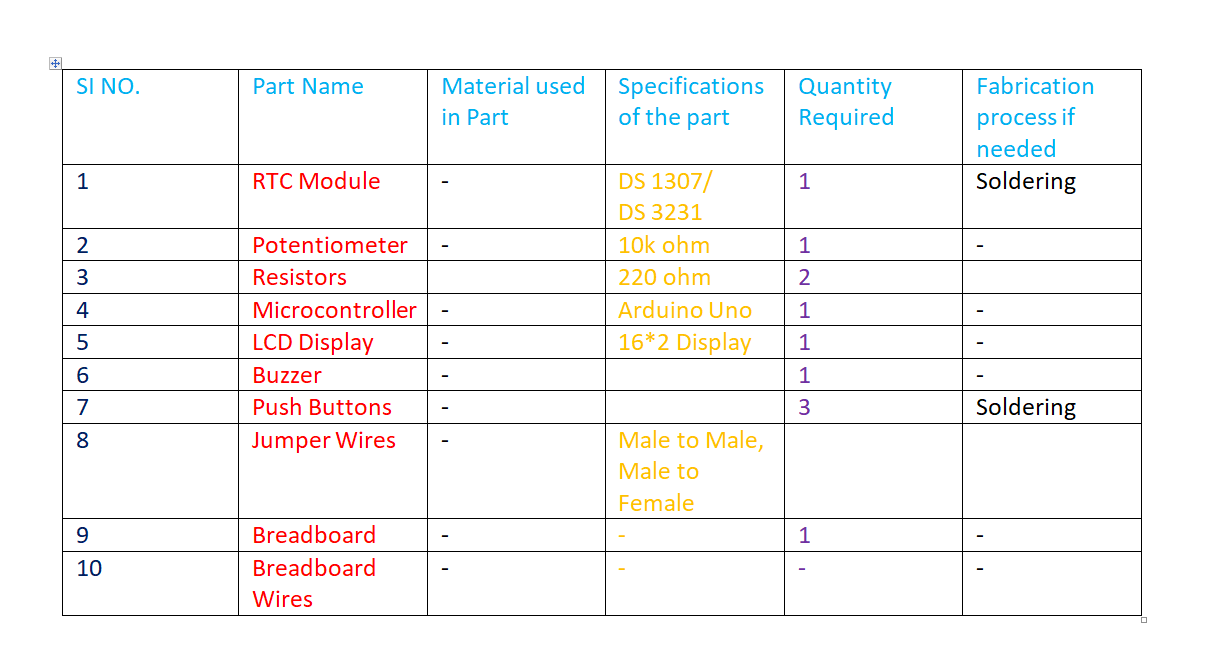 SI NO. Part Name Material used Specifications Quantity Fabrication
in Part of the part Required process if
needed
1 RTC Module - DS 1307/ 1 Soldering
DS 3231
2 Potentiometer - 10k ohm 1 -
3 Resistors 220 ohm 2
4 Microcontroller - Arduino Uno 1 -
5 LCD Display - 16*2 Display 1 -
6 Buzzer - 1 -
7 Push Buttons - 3 Soldering
8 Jumper Wires - Male to Male,
Male to
Female
9 Breadboard - - 1 -
10 Breadboard - - - -
Wires